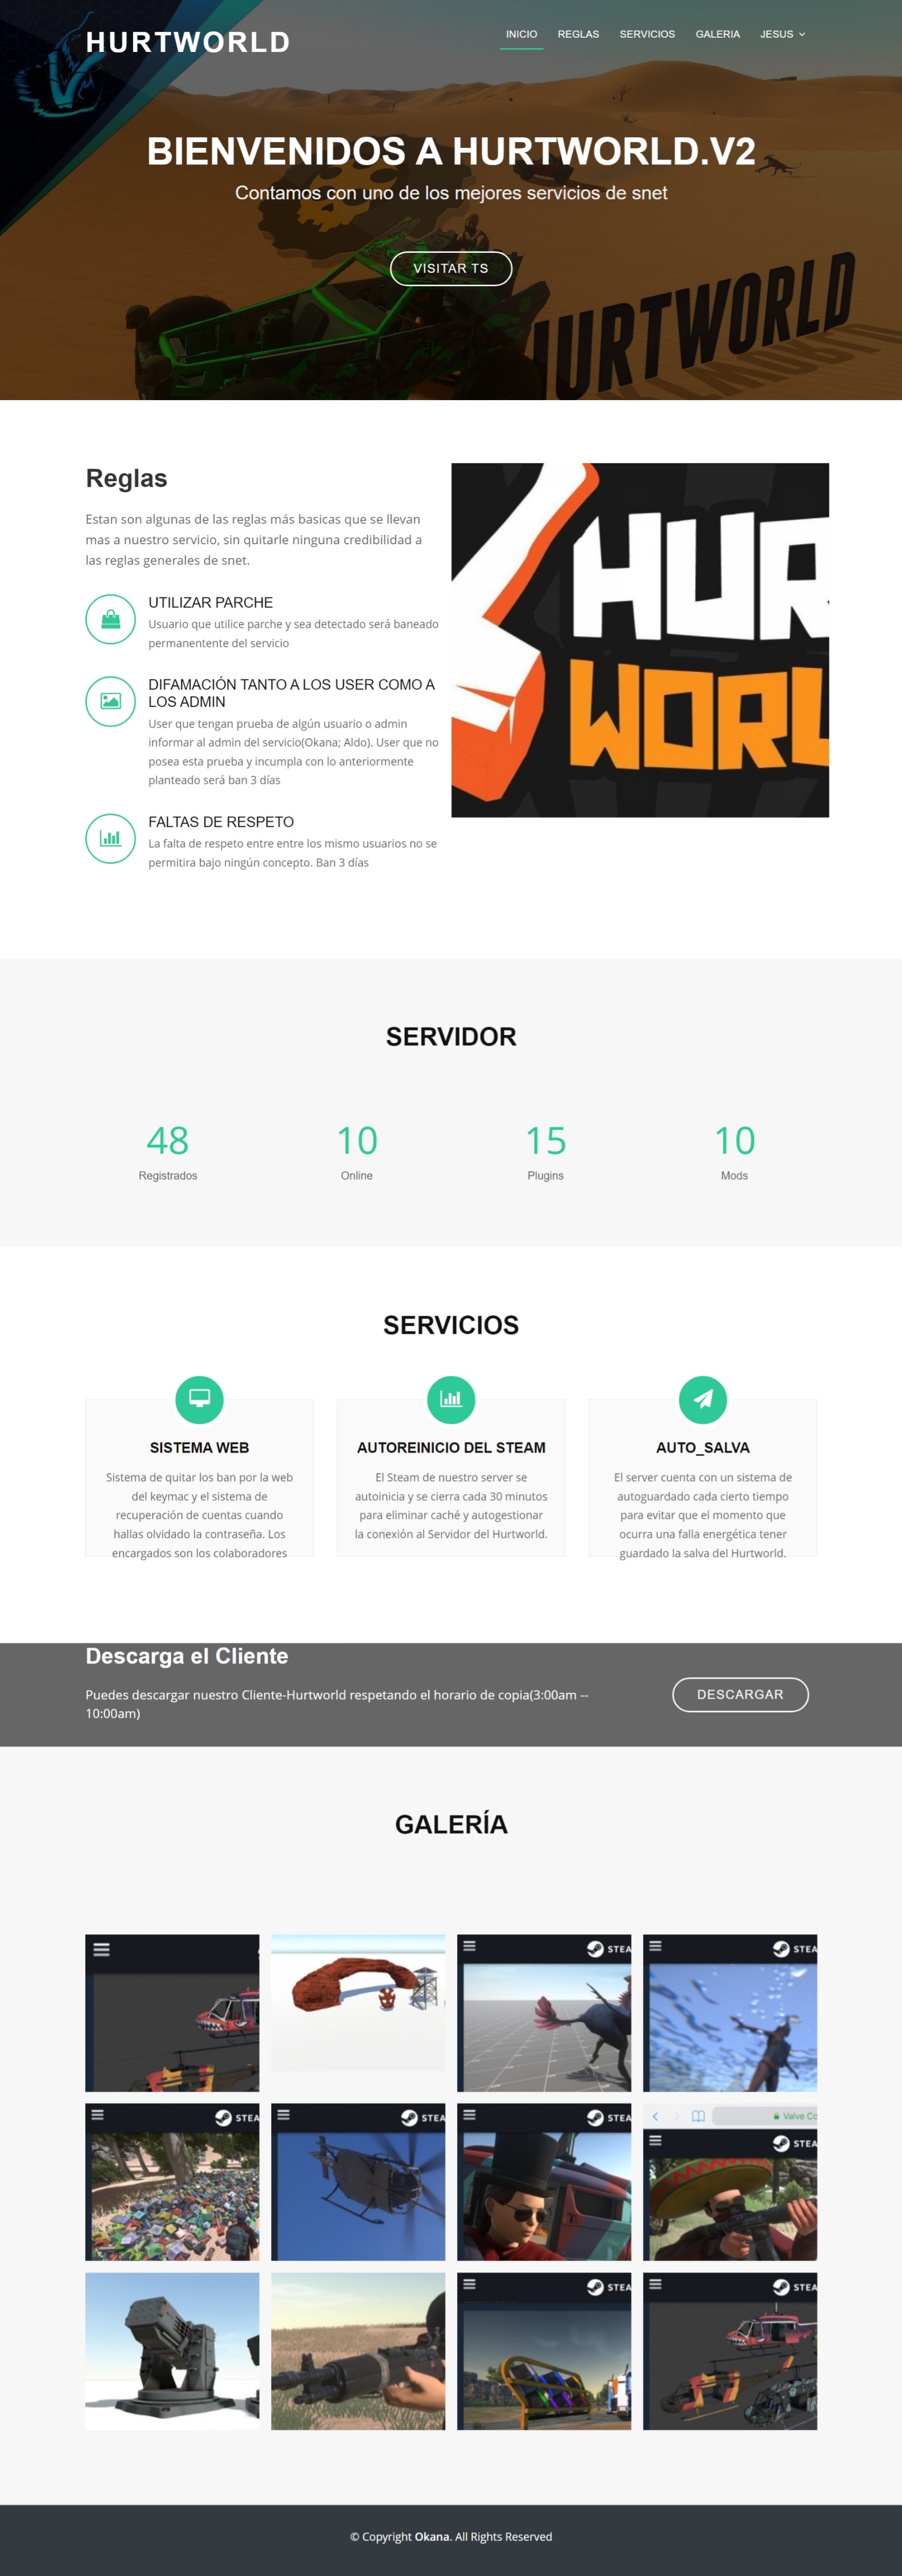 HURTWORLD
INICIO
REGLAS
SERVICIOS
GALERIA
JESUS
BIENVENIDOS A HURTWORLD.V2
Contamos con uno de los mejores servicios de snet
VISITAR TS
URTWORLD
Reglas
Estan son algunas de las reglas más basicas que se llevan
mas a nuestro servicio, sin quitarle ninguna credibilidad a
las reglas generales de snet.
UTILIZAR PARCHE
Usuario que utilice parche y sea detectado será baneado
permanentente del servicio
DIFAMACIÓN TANTO A LOS USER COMO A
LOS ADMIN
User que tengan prueba de algún usuario o admin
informar al admin del servicio(Okana; Aldo). User que no
posea esta prueba y incumpla con lo anteriormente
planteado será ban 3 días
FALTAS DE RESPETO
La falta de respeto entre entre los mismo usuarios no se
permitira bajo ningún concepto. Ban 3 días
HUR
WORL
SERVIDOR
48
Registrados
10
Online
15
Plugins
10
Mods
SERVICIOS
SISTEMA WEB
Sistema de quitar los ban por la web
del keymac y el sistema de
recuperación de cuentas cuando
hallas olvidado la contraseña. Los
encargados son los colaboradores
AUTOREINICIO DEL STEAM
El Steam de nuestro server se
autoinicia y se cierra cada 30 minutos
para eliminar caché y autogestionar
la conexión al Servidor del Hurtworld.
AUTO_SALVA
El server cuenta con un sistema de
autoguardado cada cierto tiempo
para evitar que el momento que
ocurra una falla energética tener
guardado la salva del Hurtworld.
Descarga el Cliente
Puedes descargar nuestro Cliente-Hurtworld respetando el horario de copia(3:00am --
10:00am)
DESCARGAR
GALERÍA
STEA
STEA
STEA
STEA
STEA
Valve Co
STEA
STEA
STEA
© Copyright Okana. All Rights Reserved